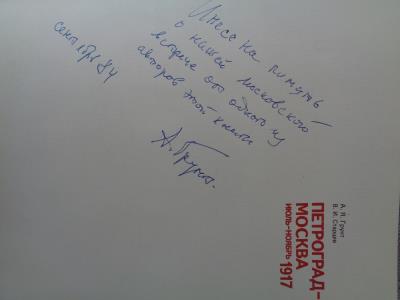 Инеса на память
о нашей московской
встрече от одного из
авторов этой книги
А. Грунт.
сентябрь 84
А. Я. Грунт
В. И. Старцев
ПЕТРОГРАД–
МОСКВА
ИЮЛЬ–НОЯБРЬ 1917